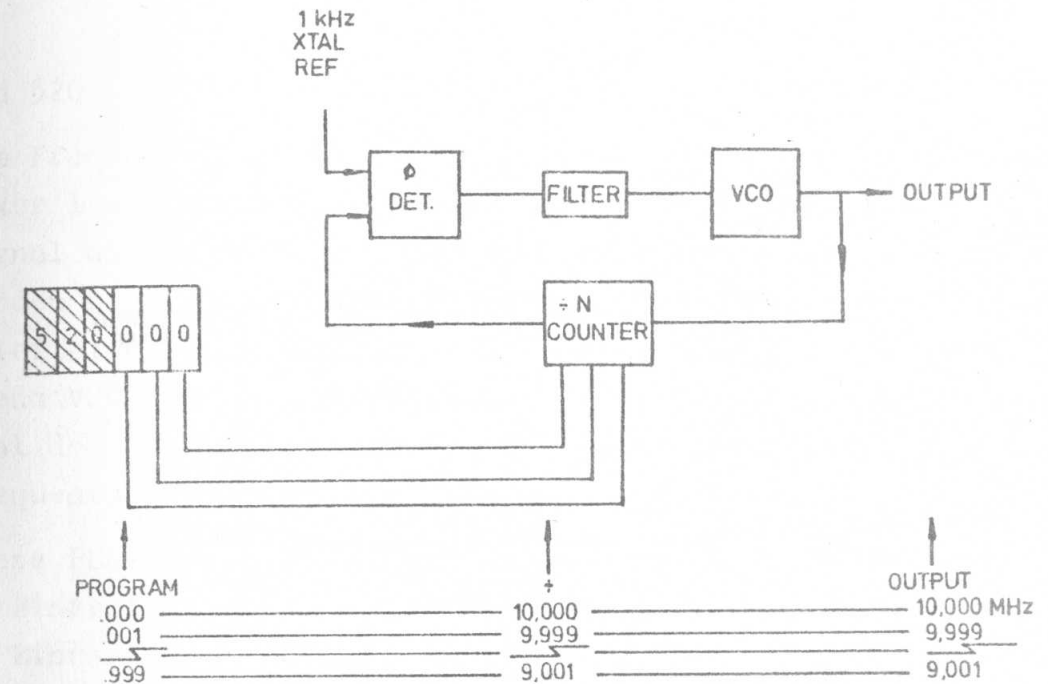 1 kHz
XTAL
REF
φ
DET.
FILTER
VCO
OUTPUT
÷ N
COUNTER
5 2 0 0 0 0
PROGRAM ÷ OUTPUT
.000 10,000 10,000 MHz
.001 9,999 9,999
.999 9,001 9,001